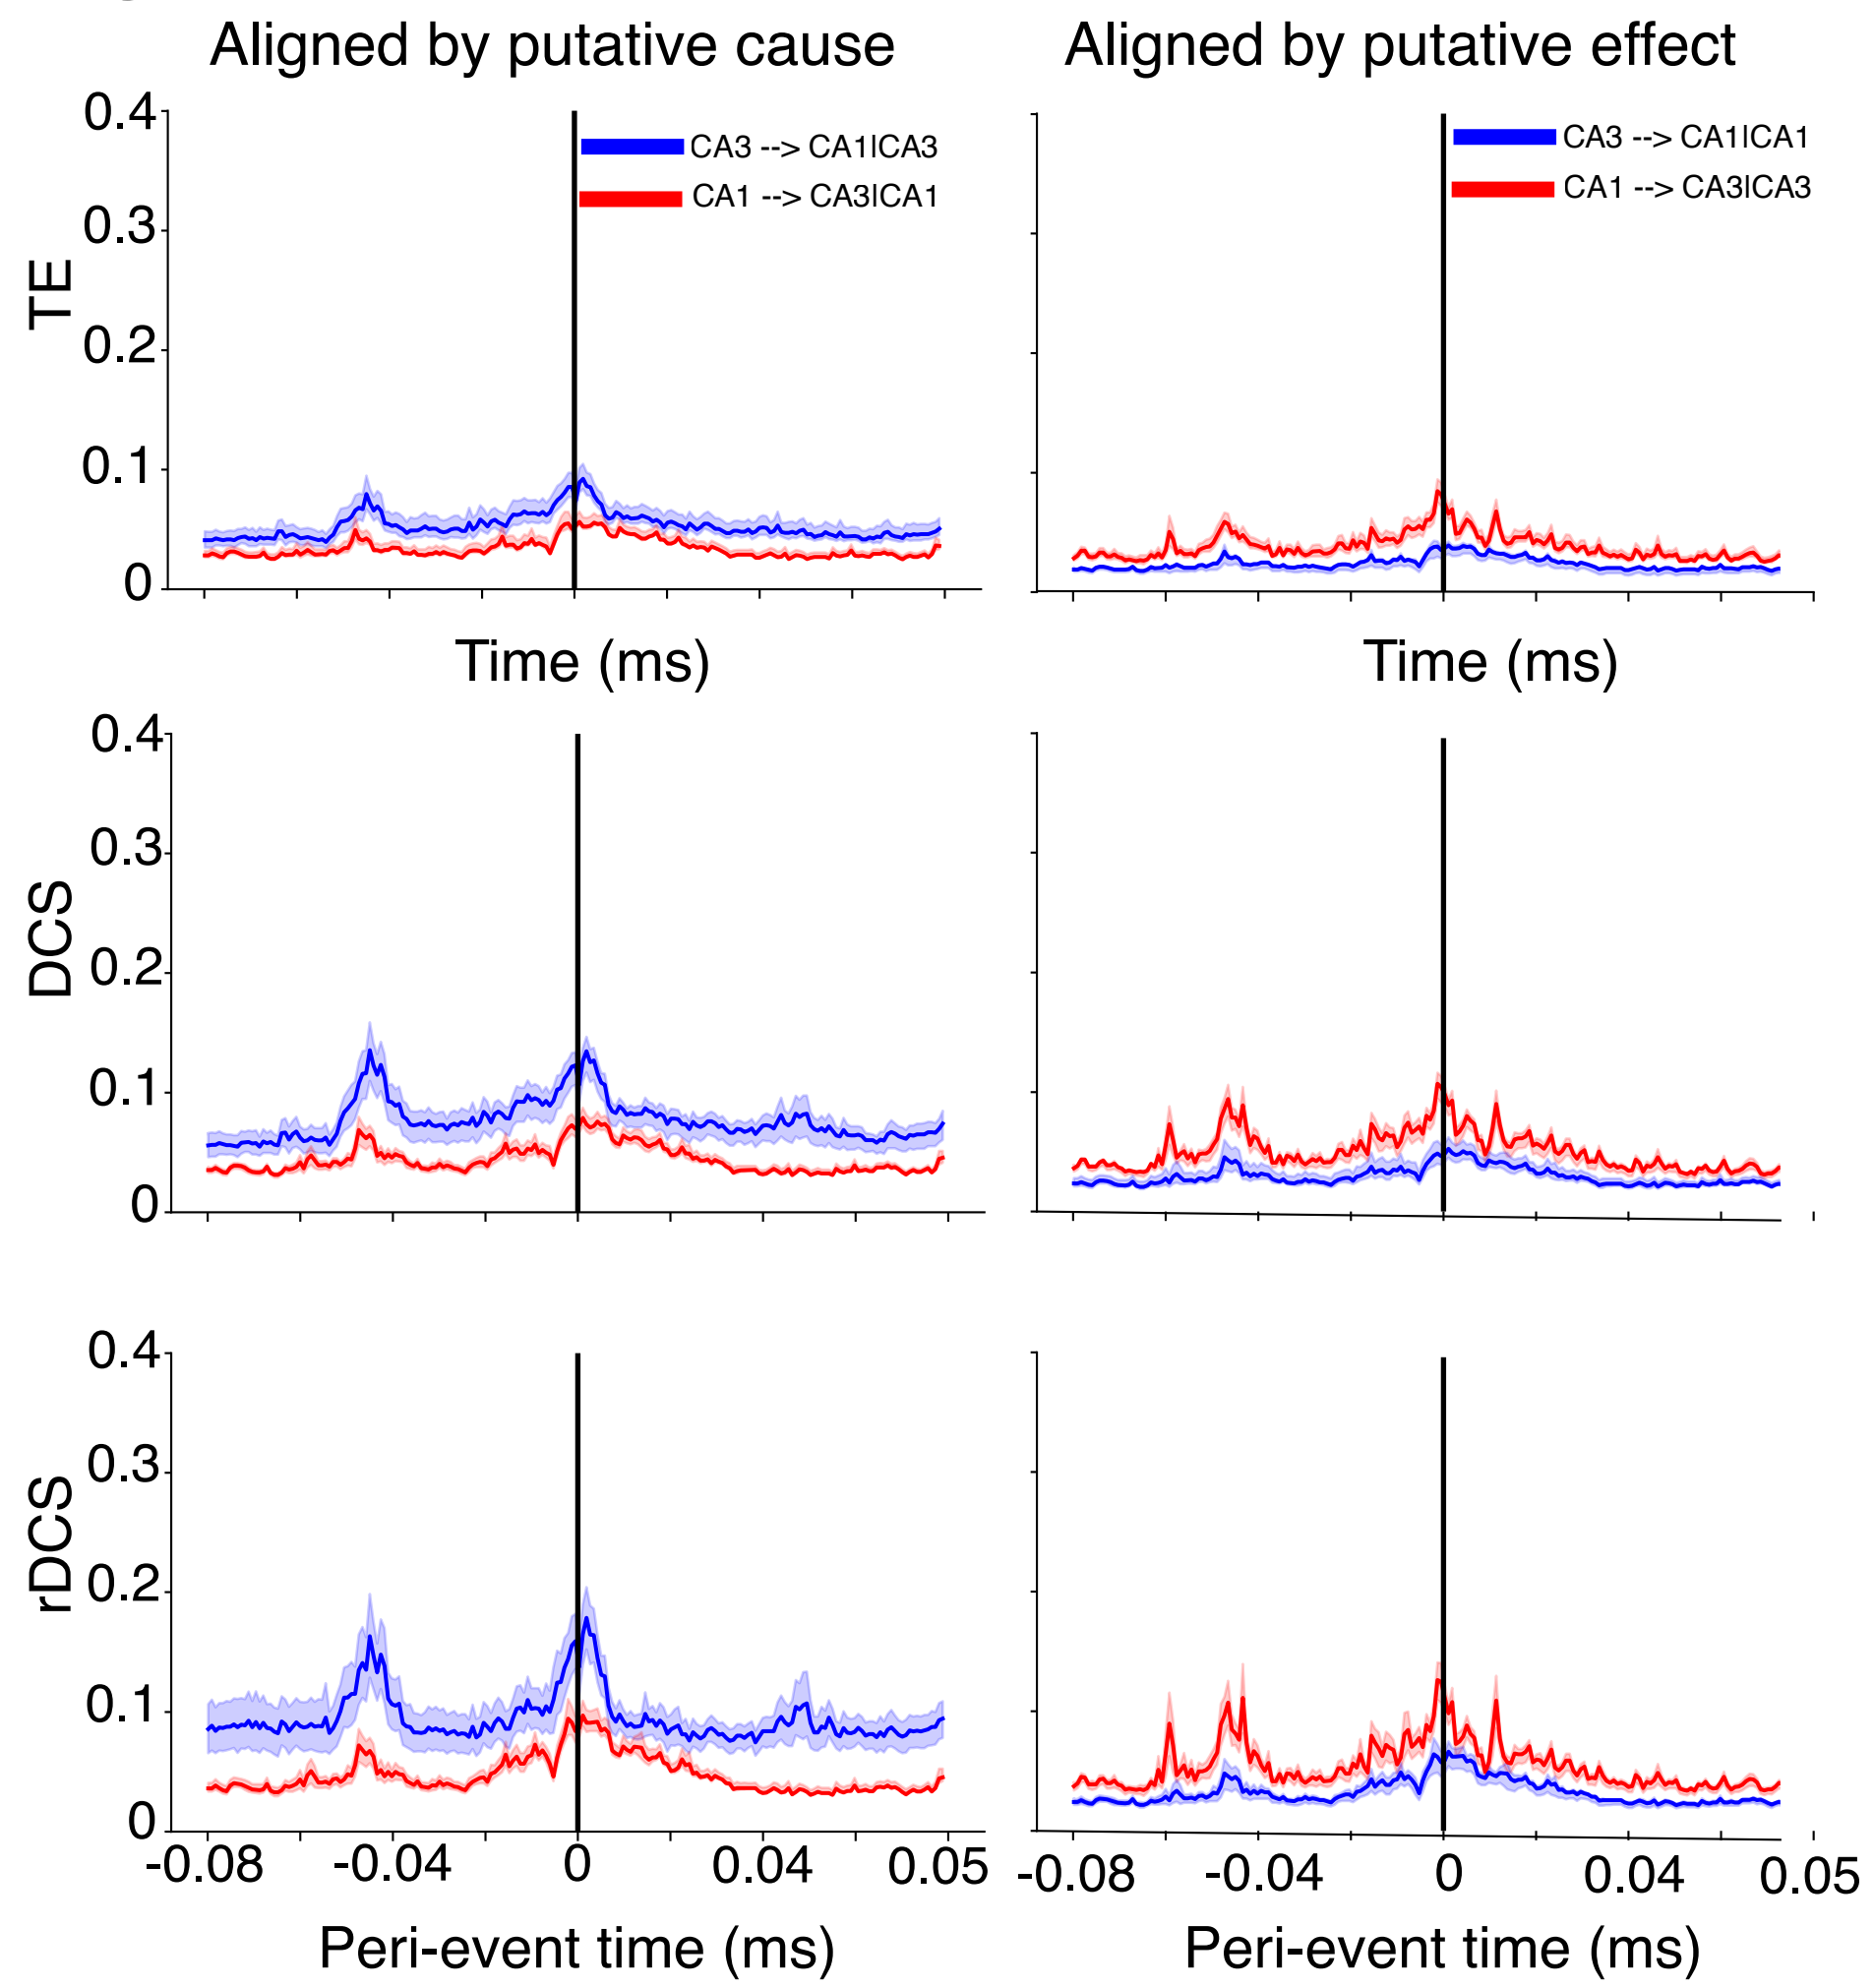 Aligned by putative cause
Aligned by putative effect
TE
0.4
0.3
0.2
0.1
0
CA3 --> CA1|CA3
CA1 --> CA3|CA1
CA3 --> CA1|CA1
CA1 --> CA3|CA3
Time (ms)
Time (ms)
DCS
0.4
0.3
0.2
0.1
0
rDCS
0.4
0.3
0.2
0.1
0
-0.08 -0.04 0 0.04 0.05
-0.08 -0.04 0 0.04 0.05
Peri-event time (ms)
Peri-event time (ms)